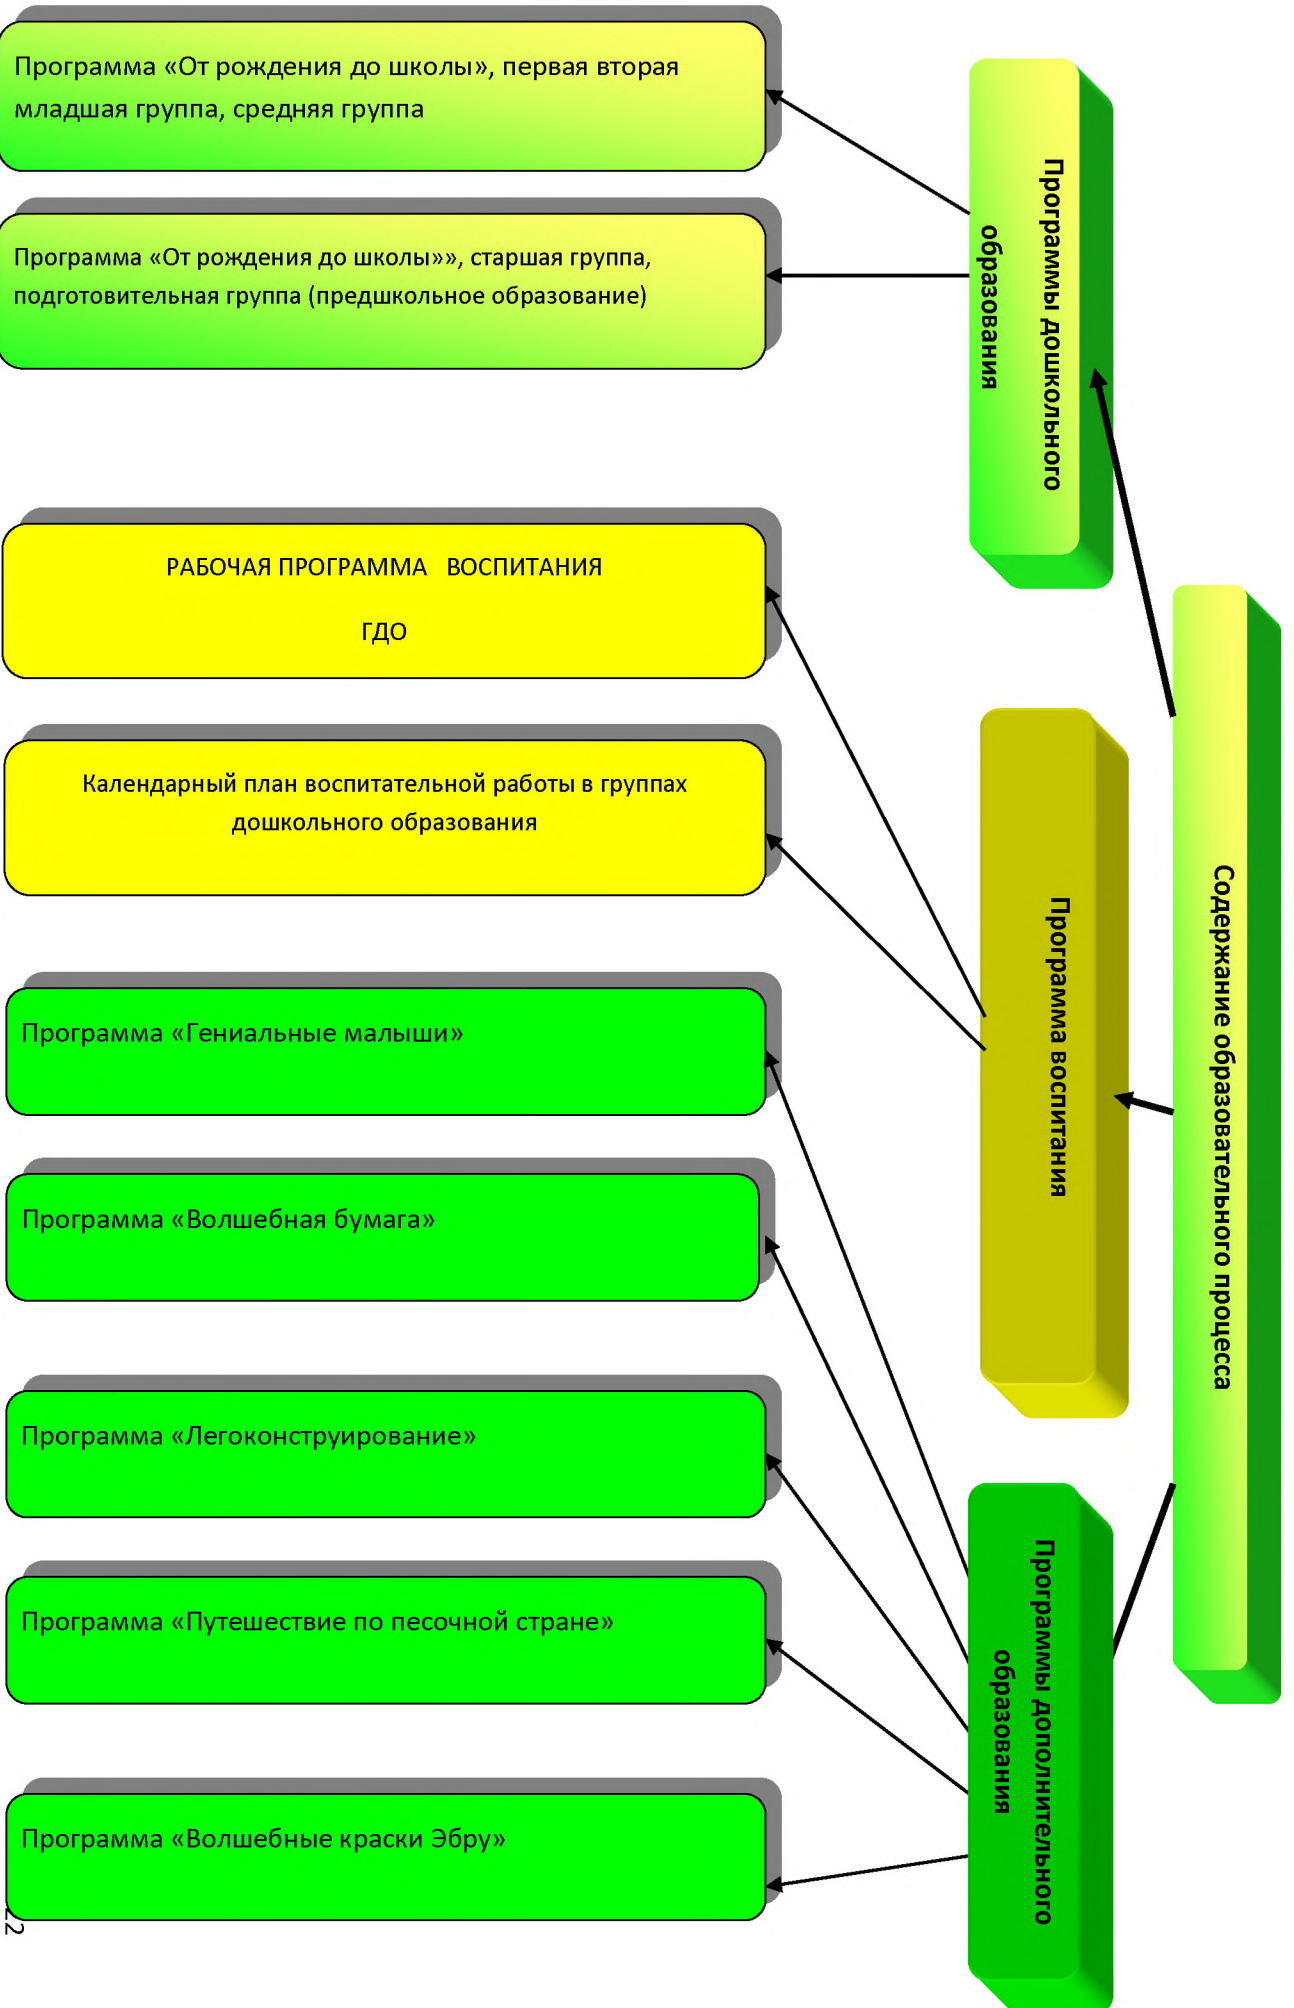 Содержание образовательного процесса
Программы дошкольного
образования
Программа «От рождения до школы», первая вторая
младшая группа, средняя группа
Программа «От рождения до школы»», старшая группа,
подготовительная группа (предшкольное образование)
Программа воспитания
РАБОЧАЯ ПРОГРАММА ВОСПИТАНИЯ
ГДО
Календарный план воспитательной работы в группах
дошкольного образования
Программы дополнительного
образования
Программа «Гениальные малыши»
Программа «Волшебная бумага»
Программа «Легоконструирование»
Программа «Путешествие по песочной стране»
Программа «Волшебные краски Эбру»
22